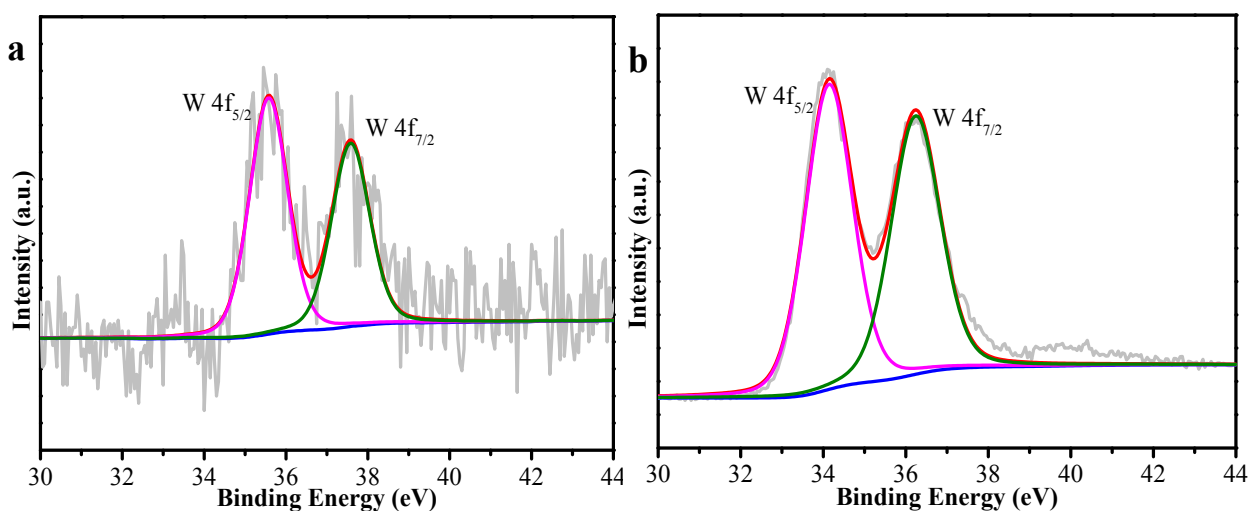 a
W 4f5/2
W 4f7/2
Intensity (a.u.)
30 32 34 36 38 40 42 44
Binding Energy (eV)
b
W 4f5/2
W 4f7/2
Intensity (a.u.)
30 32 34 36 38 40 42 44
Binding Energy (eV)